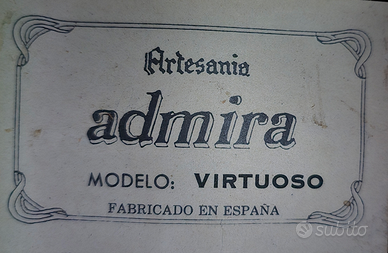 Artesania
admira
MODELO: VIRTUOSO
FABRICADO EN ESPAÑA
subito